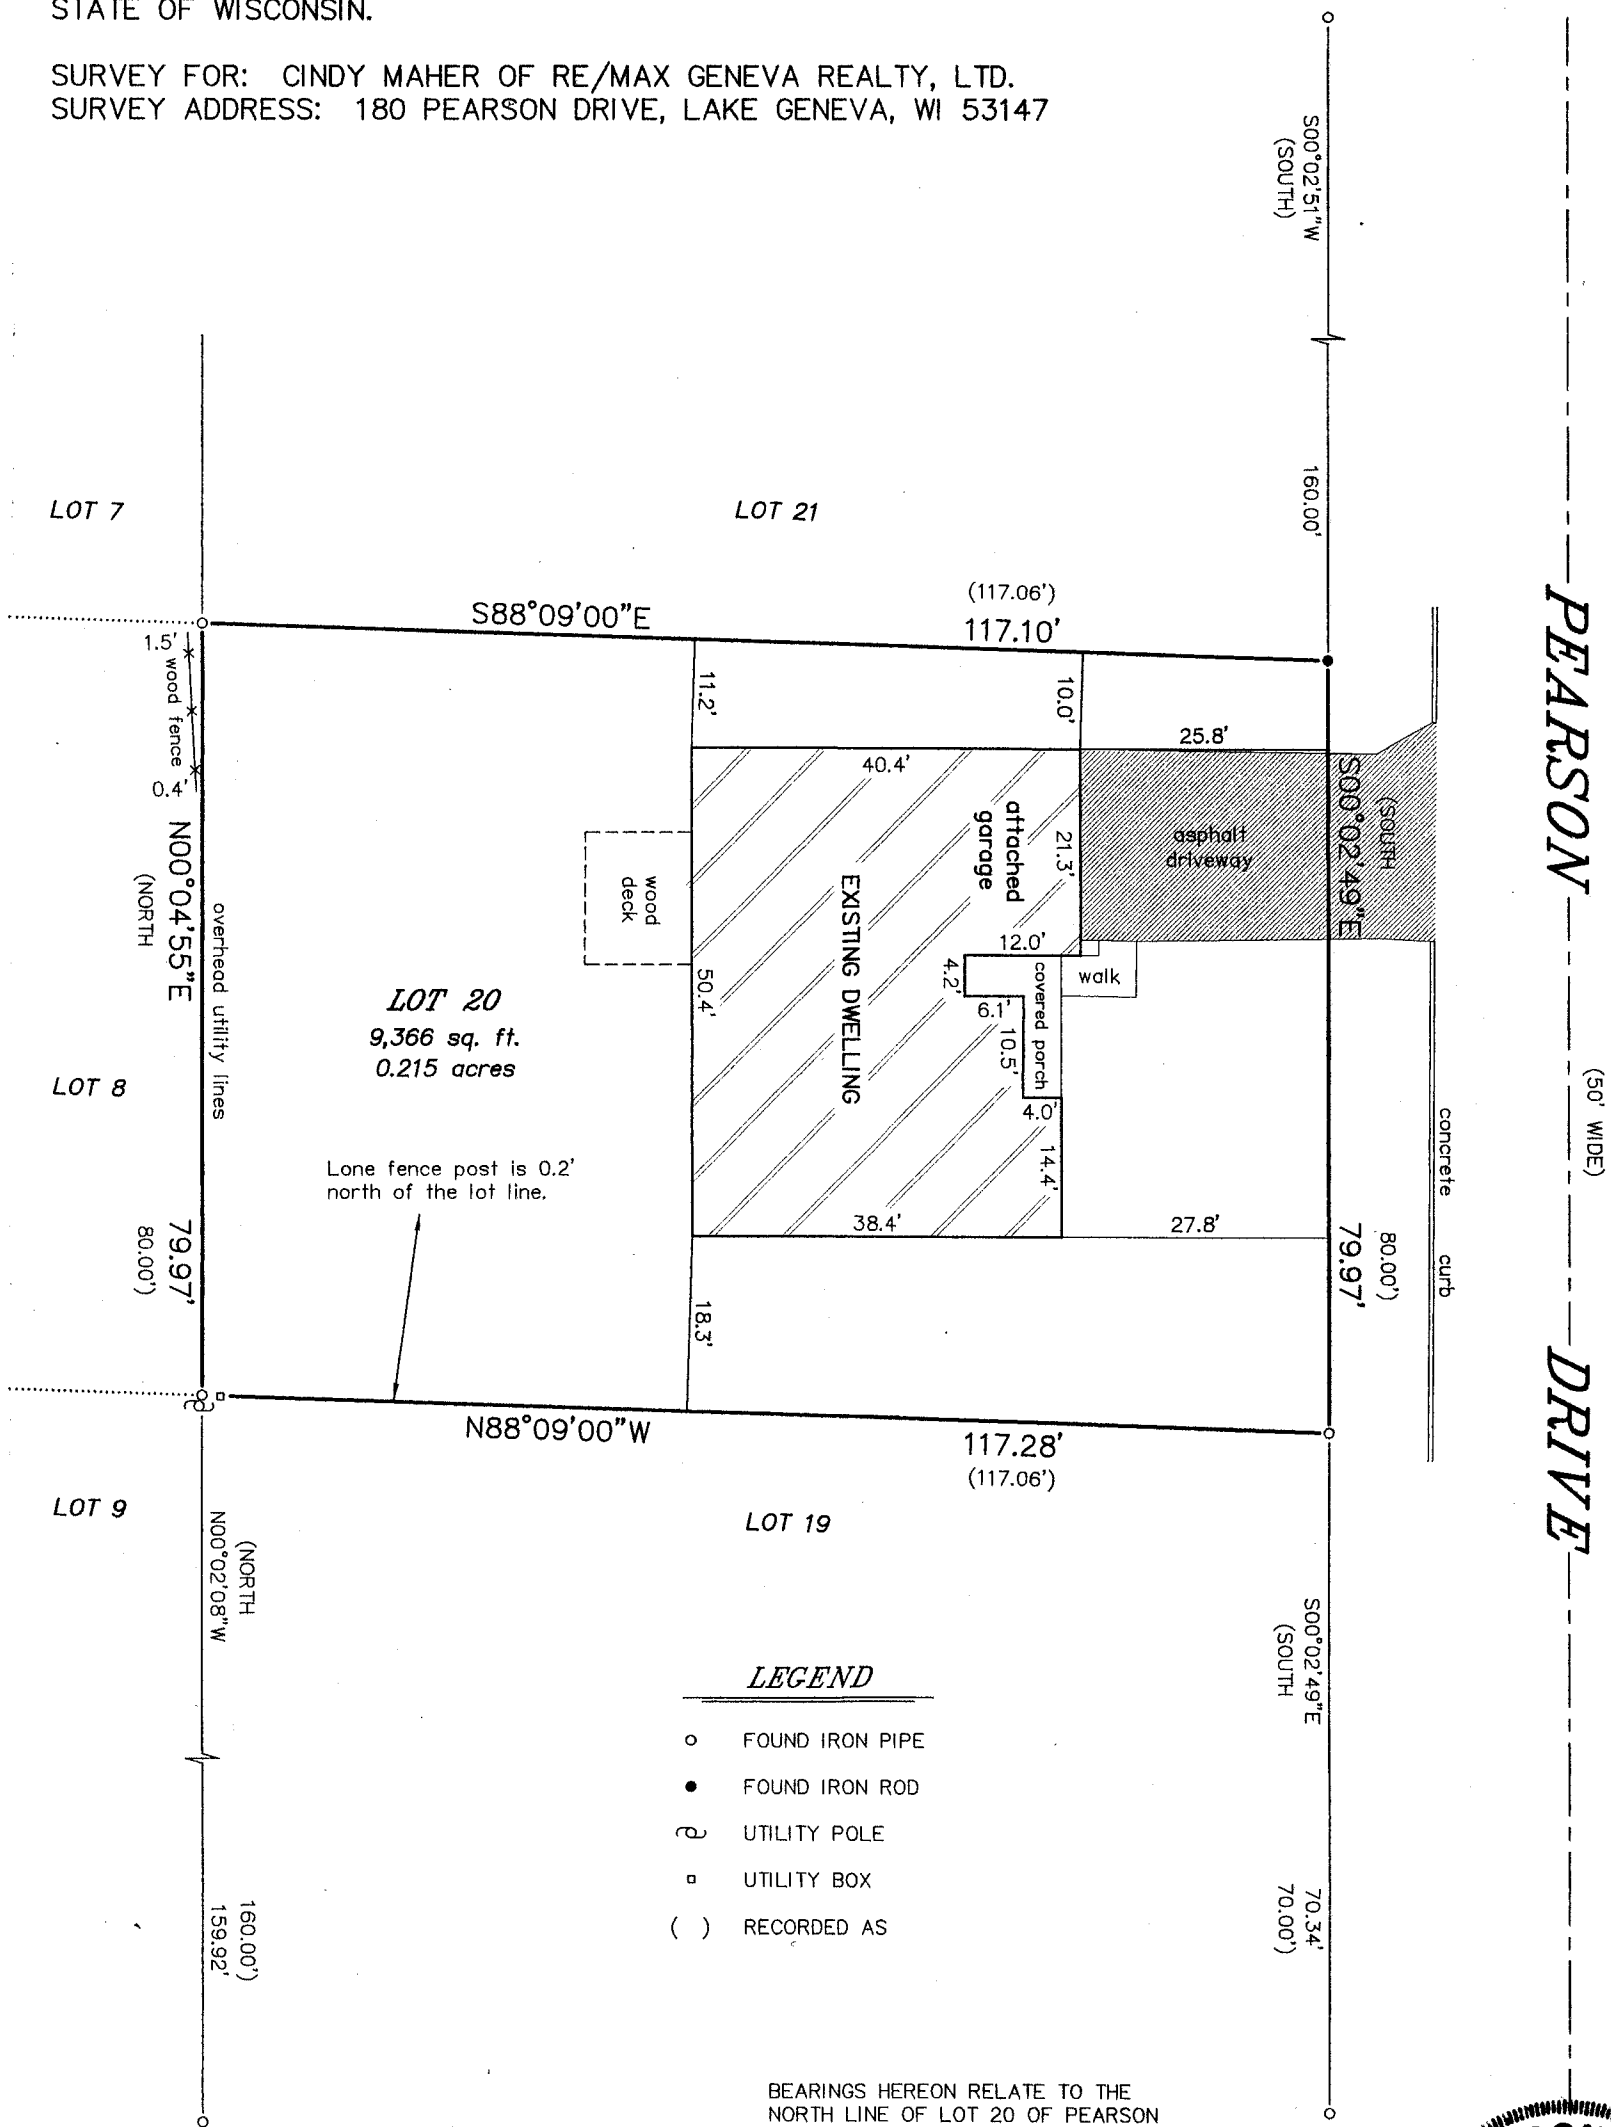 STATE OF WISCONSIN.
SURVEY FOR: CINDY MAHER OF RE/MAX GENEVA REALTY, LTD.
SURVEY ADDRESS: 180 PEARSON DRIVE, LAKE GENEVA, WI 53147
S00°02'51"W
(SOUTH)
160.00'
LOT 7
LOT 21
(117.06')
S88°09'00"E
117.10'
PEARSON DRIVE
(50' WIDE)
1.5'
wood fence
0.4'
11.2'
10.0'
25.8'
40.4'
attached
garage
21.3'
asphalt
driveway
S00°02'49"E
(SOUTH
wood
deck
EXISTING DWELLING
12.0'
4.2'
6.1'
10.5'
covered porch
walk
4.0'
14.4'
50.4'
N00°04'55"E
(NORTH
overhead utility lines
LOT 20
9,366 sq. ft.
0.215 acres
LOT 8
Lone fence post is 0.2'
north of the lot line.
concrete curb
38.4'
27.8'
79.97'
80.00')
79.97'
80.00')
18.3'
N88°09'00"W
117.28'
(117.06')
LOT 9
LOT 19
(NORTH
N00°02'08"W
160.00')
159.92'
S00°02'49"E
(SOUTH
70.34'
70.00')
LEGEND
FOUND IRON PIPE
FOUND IRON ROD
UTILITY POLE
UTILITY BOX
( ) RECORDED AS
BEARINGS HEREON RELATE TO THE
NORTH LINE OF LOT 20 OF PEARSON